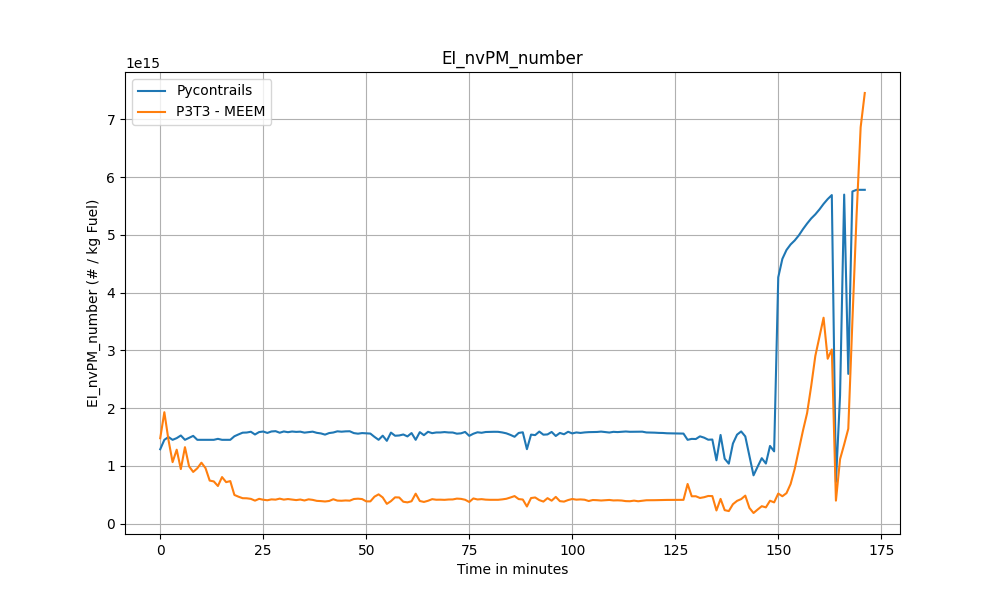 EI_nvPM_number
1e15
Pycontrails
P3T3 - MEEM
7
6
5
4
3
2
1
0
EI_nvPM_number (# / kg Fuel)
0 25 50 75 100 125 150 175
Time in minutes